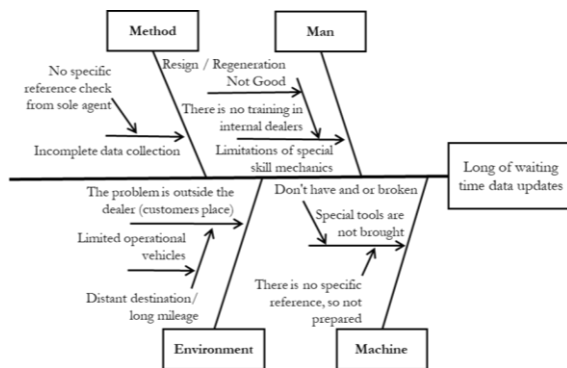 Method
Man
No specific
reference check
from sole agent
Incomplete data collection
Resign / Regeneration
Not Good
There is no training in
internal dealers
Limitations of special
skill mechanics
Long of waiting
time data updates
The problem is outside the
dealer (customers place)
Limited operational
vehicles
Distant destination/
long mileage
Don't have and or broken
Special tools are
not brought
There is no specific
reference, so not
prepared
Environment
Machine